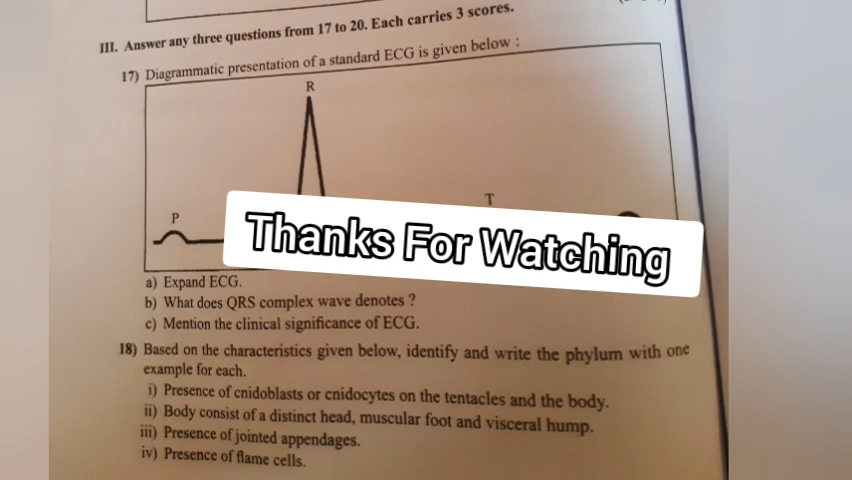 III. Answer any three questions from 17 to 20. Each carries 3 scores.
17) Diagrammatic presentation of a standard ECG is given below :
R
T
P
Thanks For Watching
a) Expand ECG.
b) What does QRS complex wave denotes ?
c) Mention the clinical significance of ECG.
18) Based on the characteristics given below, identify and write the phylum with one
example for each.
i) Presence of cnidoblasts or cnidocytes on the tentacles and the body.
ii) Body consist of a distinct head, muscular foot and visceral hump.
iii) Presence of jointed appendages.
iv) Presence of flame cells.